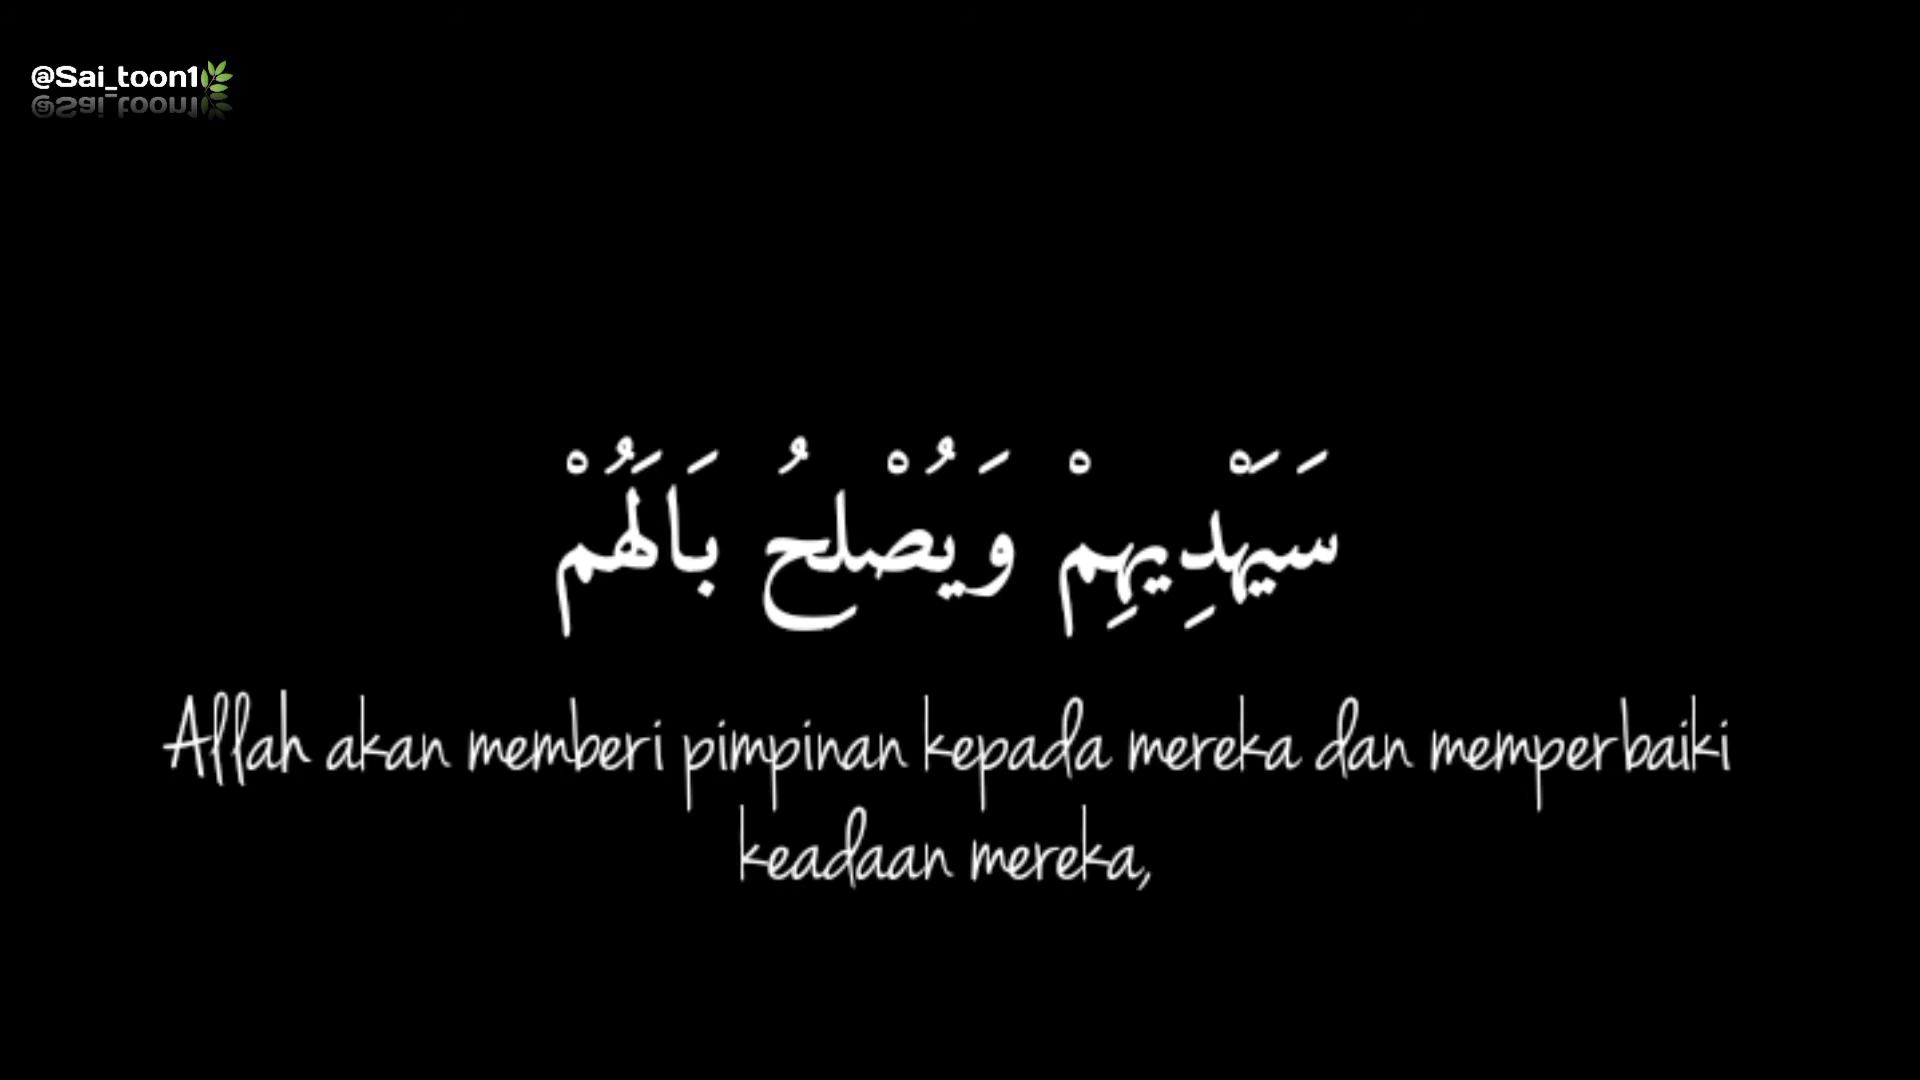 @Sai_toon1
سَيَهْدِيهِمْ وَيُصْلِحُ بَالَهُمْ
Allah akan memberi pimpinan kepada mereka dan memperbaiki
keadaan mereka,